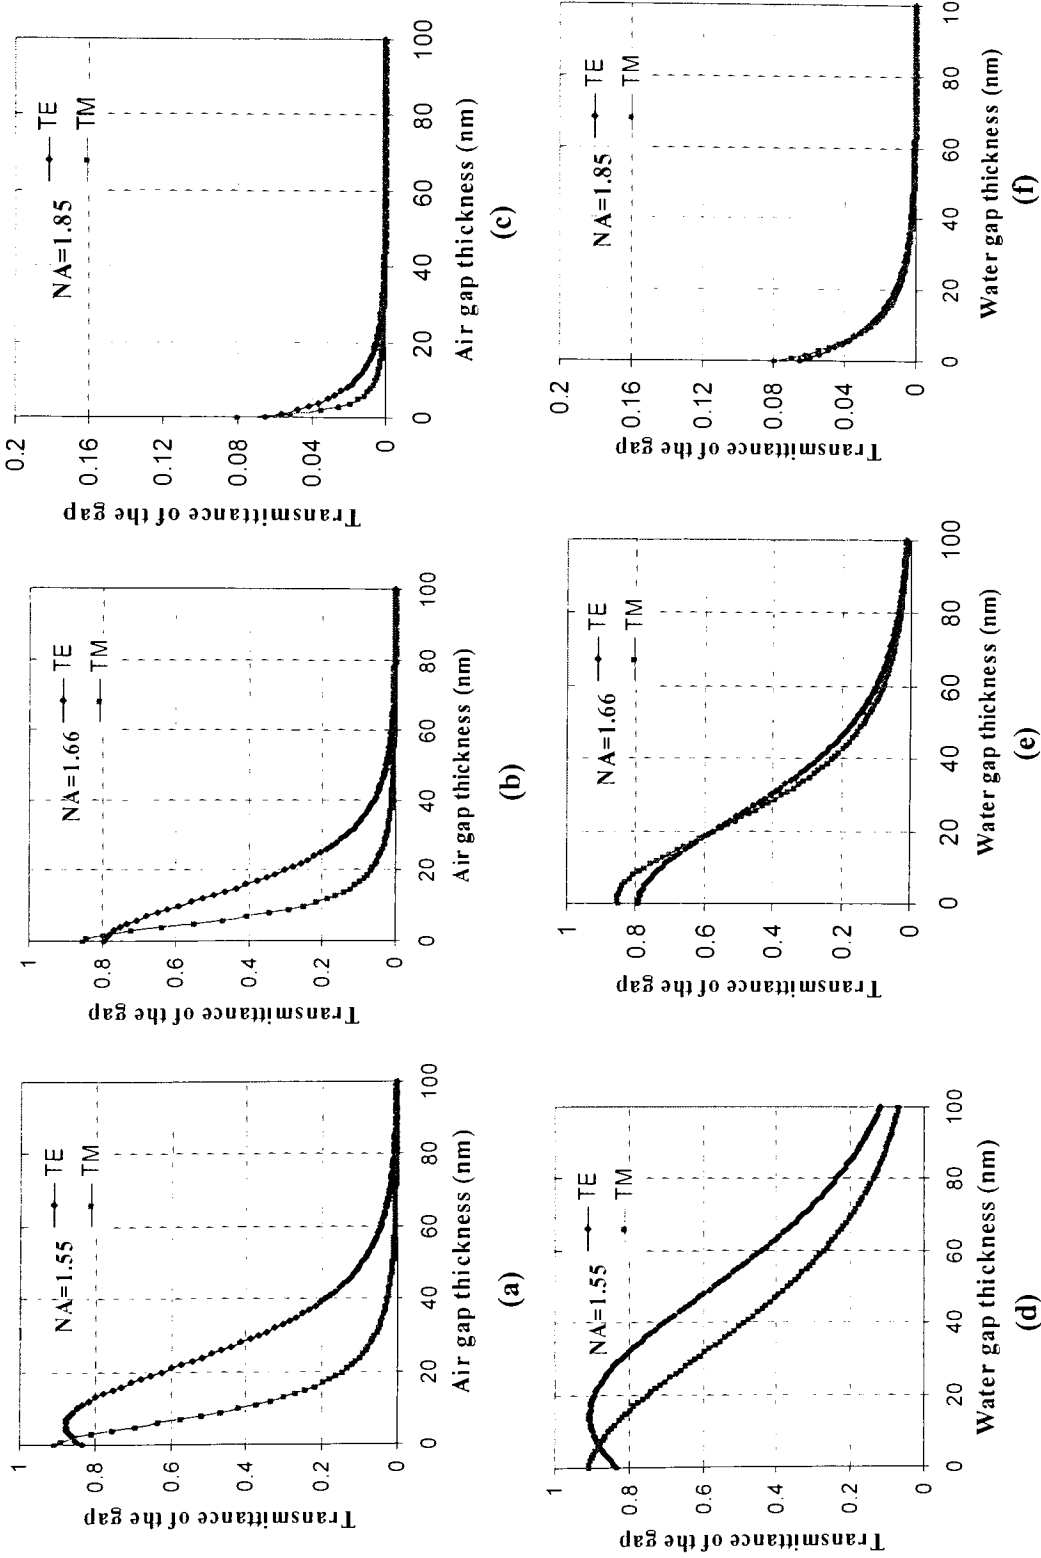 1
0.8
0.6
0.4
0.2
0
Transmittance of the gap
NA=1.55
TE
TM
0
20
40
60
80
100
Air gap thickness (nm)
(a)
1
0.8
0.6
0.4
0.2
0
Transmittance of the gap
NA=1.66
TE
TM
0
20
40
60
80
100
Air gap thickness (nm)
(b)
0.2
0.16
0.12
0.08
0.04
0
Transmittance of the gap
NA=1.85
TE
TM
0
20
40
60
80
100
Air gap thickness (nm)
(c)
1
0.8
0.6
0.4
0.2
0
Transmittance of the gap
NA=1.55
TE
TM
0
20
40
60
80
100
Water gap thickness (nm)
(d)
1
0.8
0.6
0.4
0.2
0
Transmittance of the gap
NA=1.66
TE
TM
0
20
40
60
80
100
Water gap thickness (nm)
(e)
0.2
0.16
0.12
0.08
0.04
0
Transmittance of the gap
NA=1.85
TE
TM
0
20
40
60
80
10
Water gap thickness (nm)
(f)